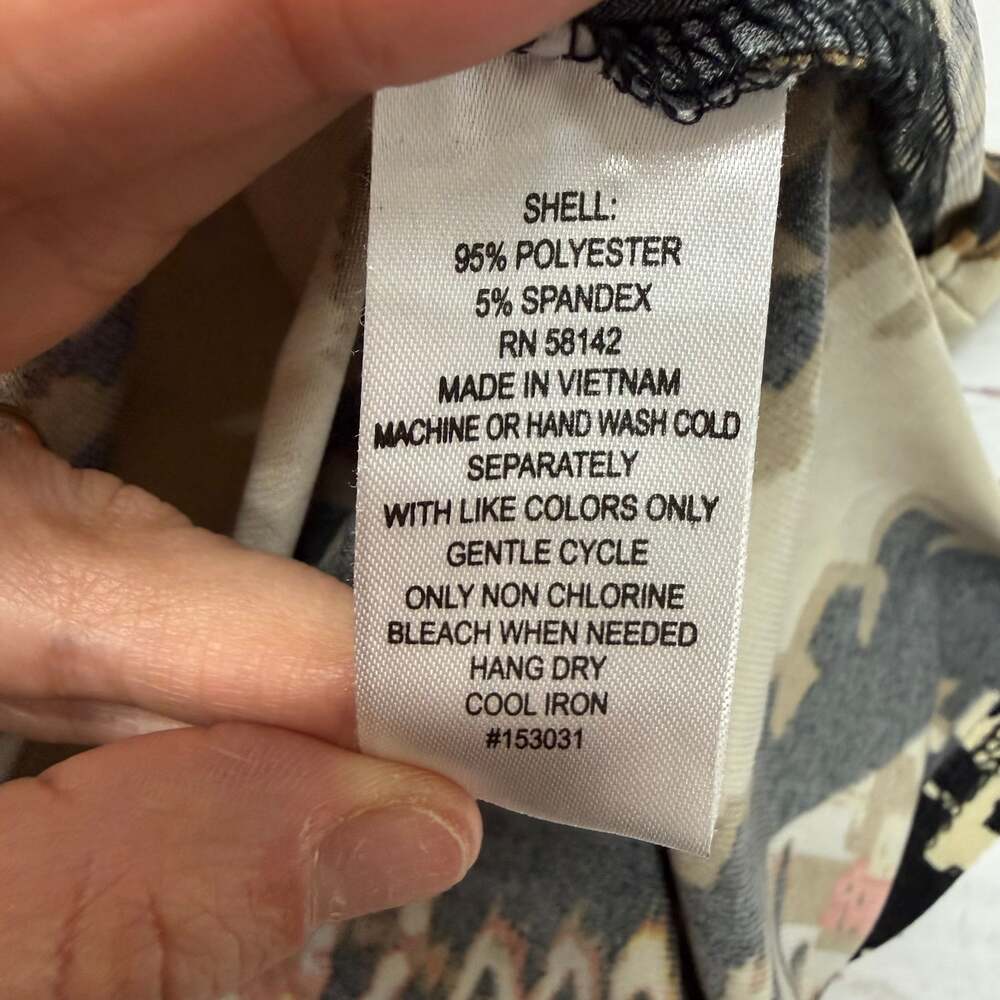 SHELL:
95% POLYESTER
5% SPANDEX
RN 58142
MADE IN VIETNAM
MACHINE OR HAND WASH COLD
SEPARATELY
WITH LIKE COLORS ONLY
GENTLE CYCLE
ONLY NON CHLORINE
BLEACH WHEN NEEDED
HANG DRY
COOL IRON
#153031